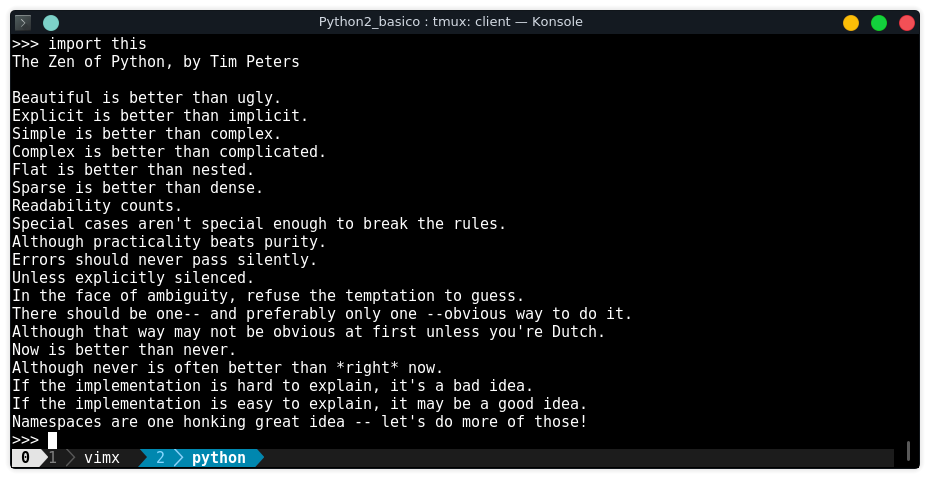 Python2_basico : tmux: client — Konsole
>>> import this
The Zen of Python, by Tim Peters
Beautiful is better than ugly.
Explicit is better than implicit.
Simple is better than complex.
Complex is better than complicated.
Flat is better than nested.
Sparse is better than dense.
Readability counts.
Special cases aren't special enough to break the rules.
Although practicality beats purity.
Errors should never pass silently.
Unless explicitly silenced.
In the face of ambiguity, refuse the temptation to guess.
There should be one-- and preferably only one --obvious way to do it.
Although that way may not be obvious at first unless you're Dutch.
Now is better than never.
Although never is often better than *right* now.
If the implementation is hard to explain, it's a bad idea.
If the implementation is easy to explain, it may be a good idea.
Namespaces are one honking great idea -- let's do more of those!
>>>
0 1 vimx 2 python